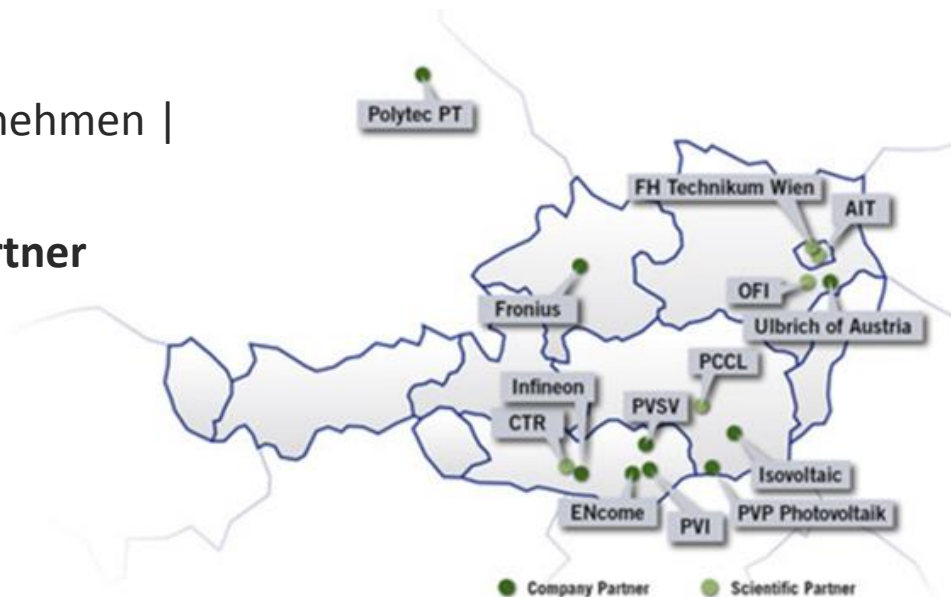 nehmen |
rtner
Polytec PT
FH Technikum Wien
AIT
OFI
Fronius
Ulbrich of Austria
PCCL
Infineon
PVSV
CTR
Isovoltaic
ENcome
PVI
PVP Photovoltaik
Company Partner
Scientific Partner